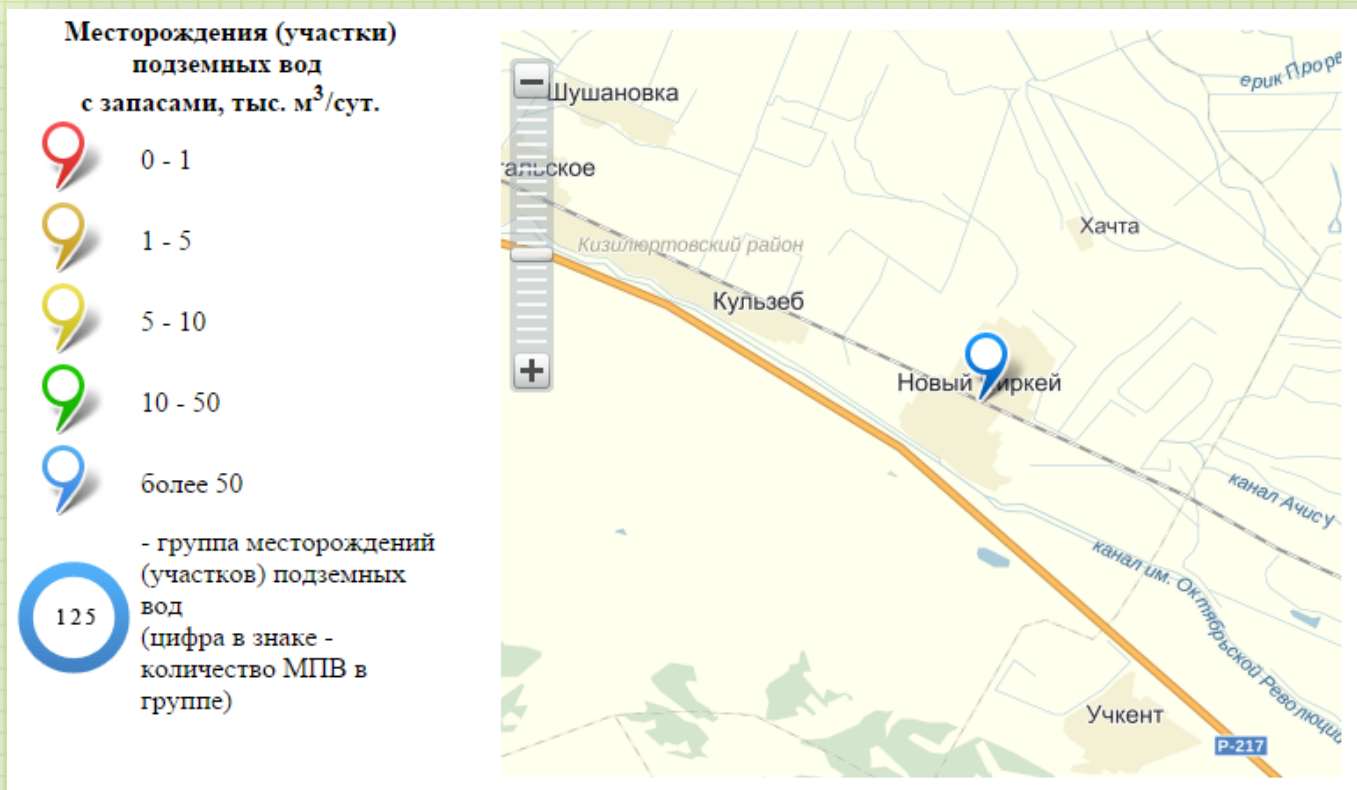 Месторождения (участки)
подземных вод
с запасами, тыс. м³/сут.
0 - 1
1 - 5
5 - 10
10 - 50
более 50
- группа месторождений
(участков) подземных
вод
(цифра в знаке -
количество МПВ в
группе)
125
Шушановка
тальское
Кизилюртовский район
Кульзеб
Хачта
ерик Прорв
Новый иркей
канал Ачису
канал им. Октябрьской Революции
Учкент
Р-217